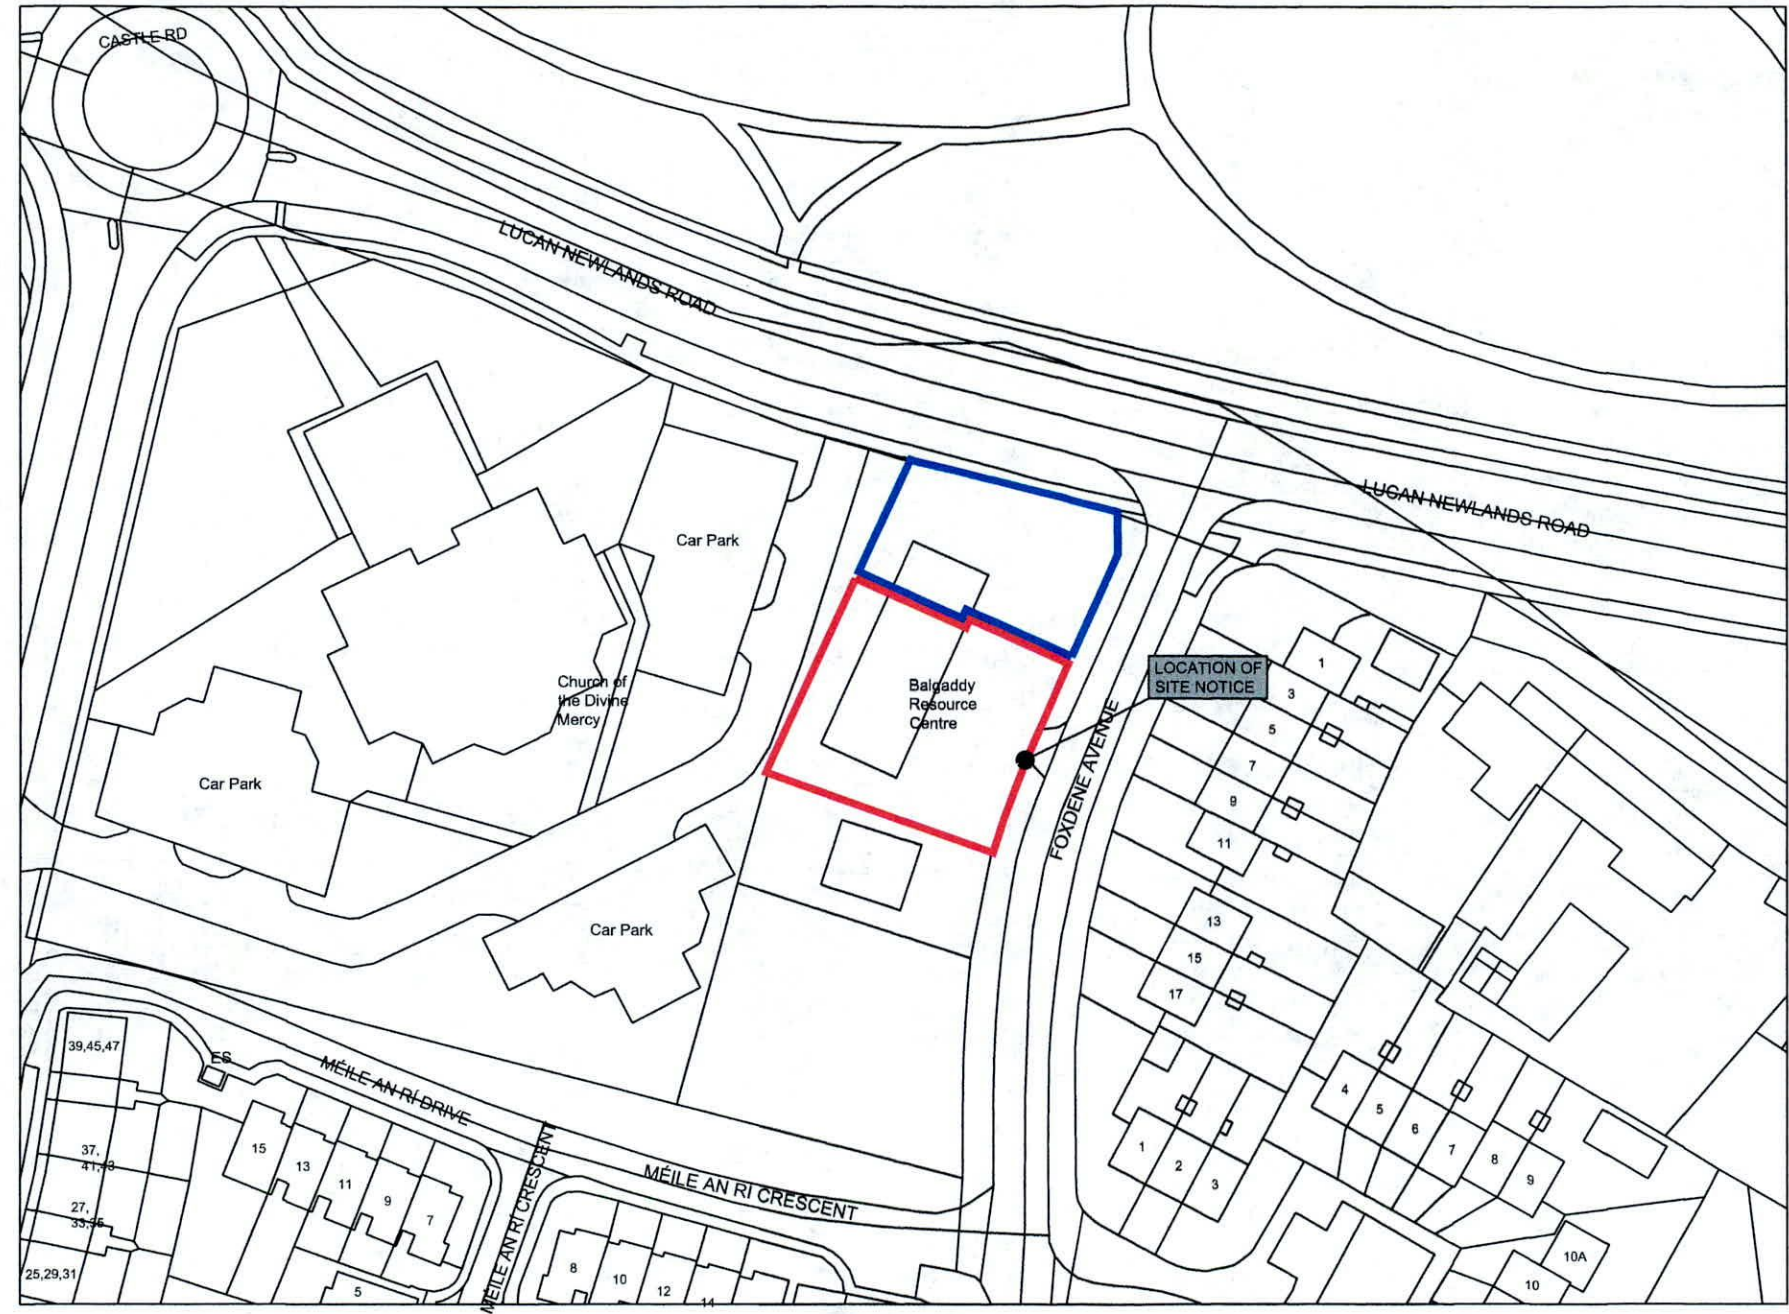 CASTLE RD
LUCAN NEWLANDS ROAD
LUCAN NEWLANDS ROAD
Car Park
Church of
the Divine
Mercy
Car Park
Car Park
Balgaddy
Resource
Centre
LOCATION OF
SITE NOTICE
FOXDENE AVENUE
1
3
5
7
9
11
13
15
17
4
5
6
7
8
9
1
2
3
10A
10
39,45,47
ES
MÉILE AN RÍ DRIVE
37,
41,43
27,
33,35
25,29,31
15
13
11
9
7
5
MÉILE AN RÍ CRESCENT
MÉILE AN RI CRESCENT
8
10
12
14